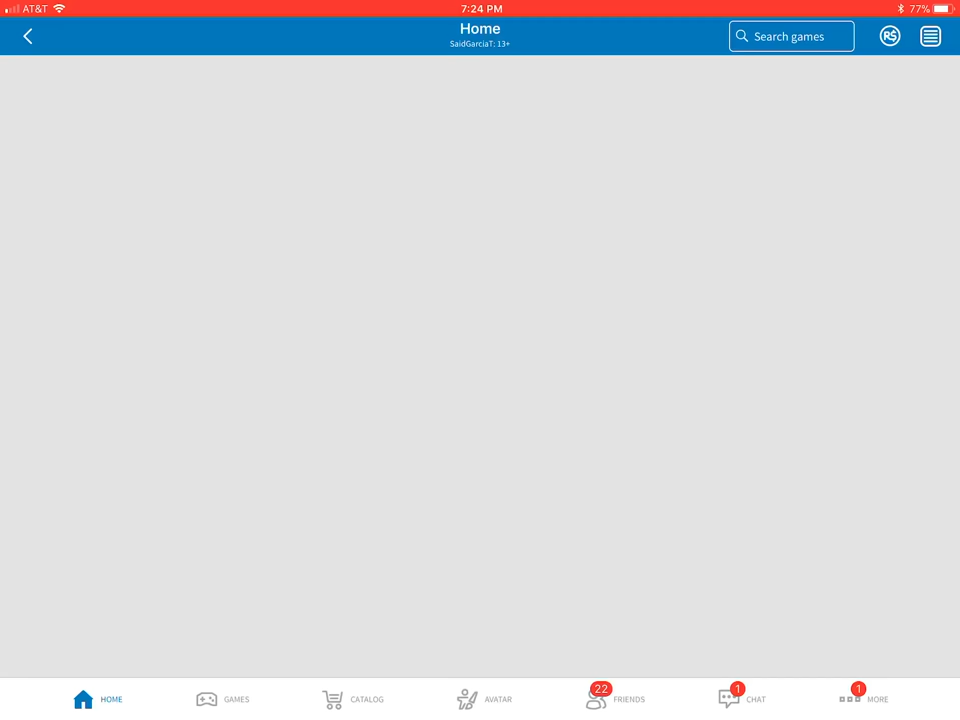 AT&T 7:24 PM 77%
Home
SaidGarciaT: 13+
Search games
R$
HOME GAMES CATALOG AVATAR 22 FRIENDS 1 CHAT 1 MORE